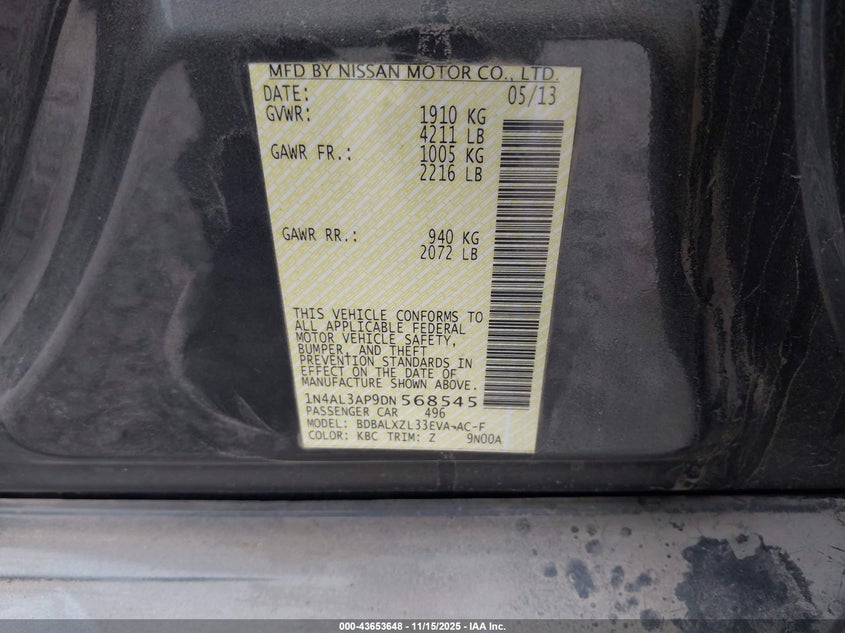 MFD BY NISSAN MOTOR CO., LTD.
DATE: 05/13
GVWR: 1910 KG
4211 LB
GAWR FR.: 1005 KG
2216 LB
GAWR RR.: 940 KG
2072 LB
THIS VEHICLE CONFORMS TO
ALL APPLICABLE FEDERAL
MOTOR VEHICLE SAFETY,
BUMPER, AND THEFT
PREVENTION STANDARDS IN
EFFECT ON THE DATE OF
MANUFACTURE SHOWN ABOVE.
1N4AL3AP9DN 568545
PASSENGER CAR 496
MODEL: BDBALXZL33EVA-AC-F
COLOR: KBC TRIM: Z 9N00A
000-43653648 - 11/15/2025 - IAA Inc.